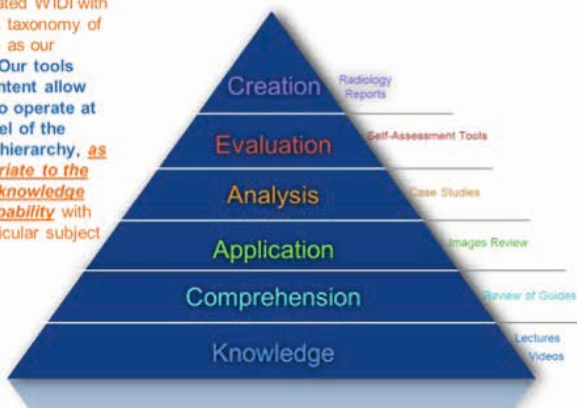 ated WIDI with
taxonomy of
as our
Our tools
ntent allow
o operate at
el of the
hierarchy, as
riate to the
knowledge
pability with
icular subject
Creation
Radiology
Reports
Evaluation
Self-Assessment Tools
Analysis
Case Studies
Application
Images Review
Comprehension
Review of Guides
Knowledge
Lectures
Videos